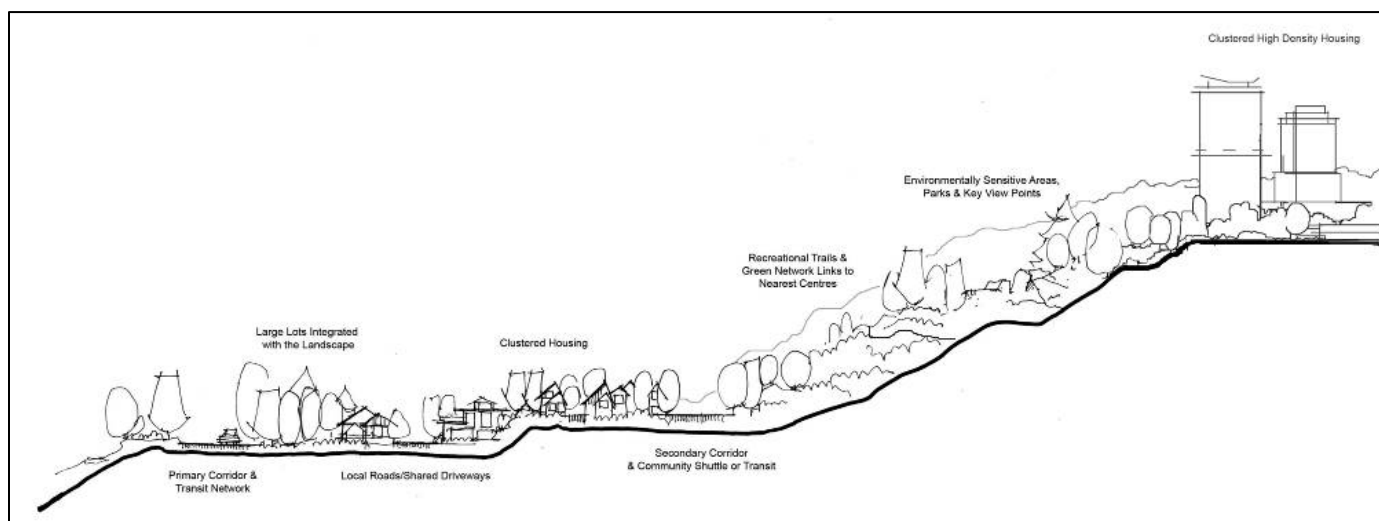 Clustered High Density Housing
Environmentally Sensitive Areas,
Parks & Key View Points
Recreational Trails &
Green Network Links to
Nearest Centres
Large Lots Integrated
with the Landscape
Clustered Housing
Primary Corridor &
Transit Network
Local Roads/Shared Driveways
Secondary Corridor
& Community Shuttle or Transit